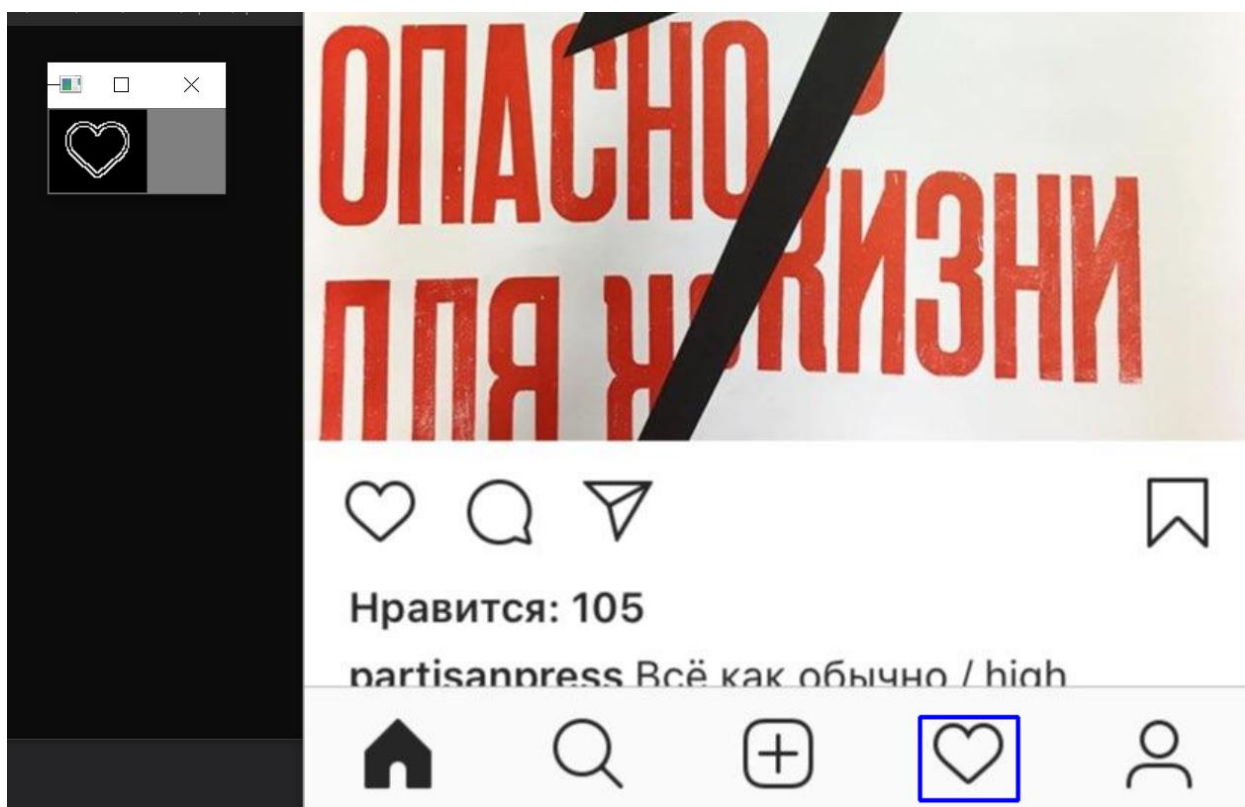 ОПАСНО
ДЛЯ ЖИЗНИ
Нравится: 105
partisanpress Всё как обычно / high